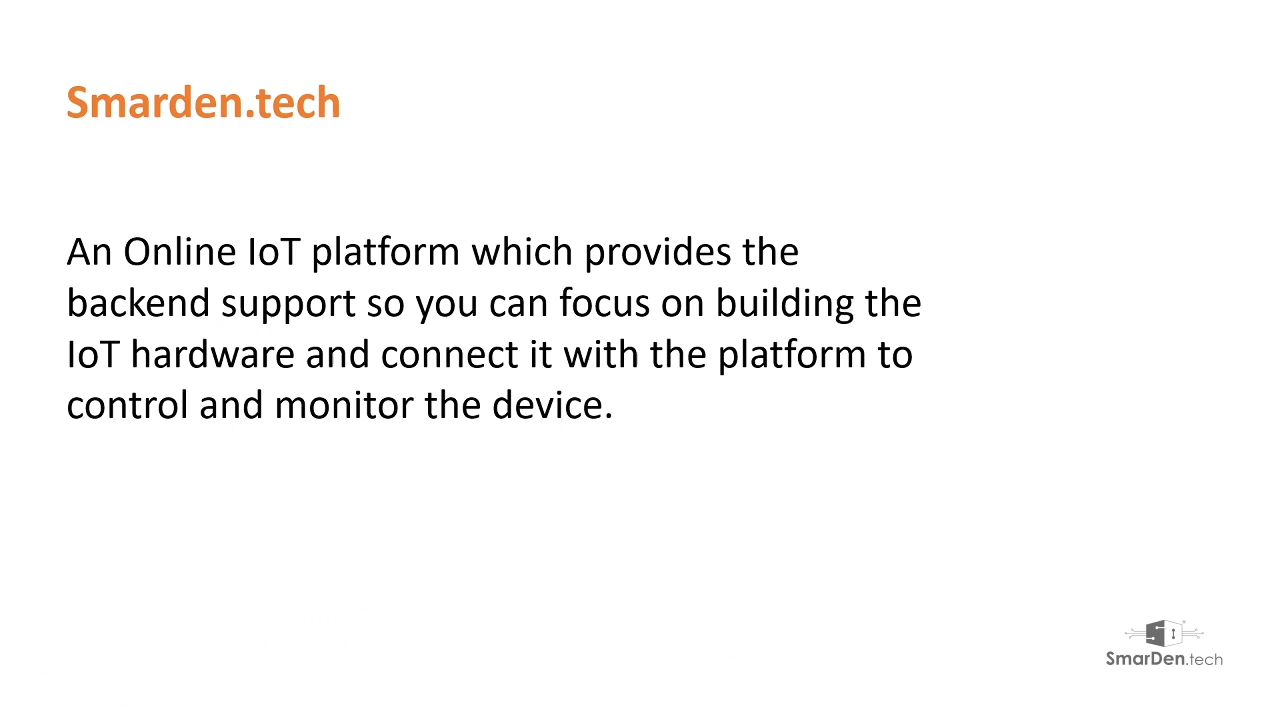 Smarden.tech
An Online IoT platform which provides the
backend support so you can focus on building the
IoT hardware and connect it with the platform to
control and monitor the device.
SmarDen.tech